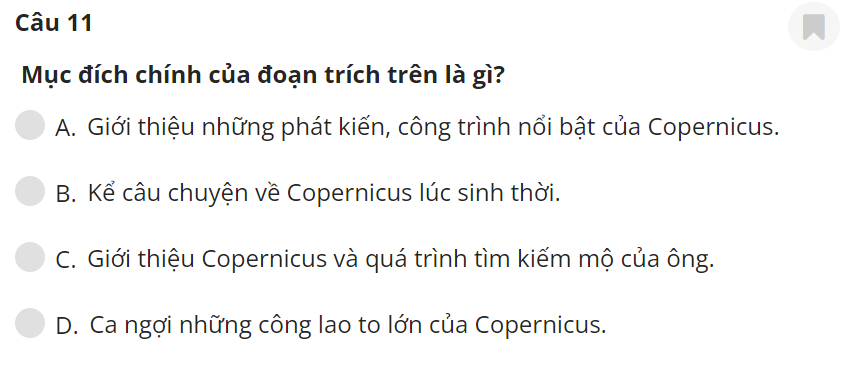 Câu 11
Mục đích chính của đoạn trích trên là gì?
A. Giới thiệu những phát kiến, công trình nổi bật của Copernicus.
B. Kể câu chuyện về Copernicus lúc sinh thời.
C. Giới thiệu Copernicus và quá trình tìm kiếm mộ của ông.
D. Ca ngợi những công lao to lớn của Copernicus.